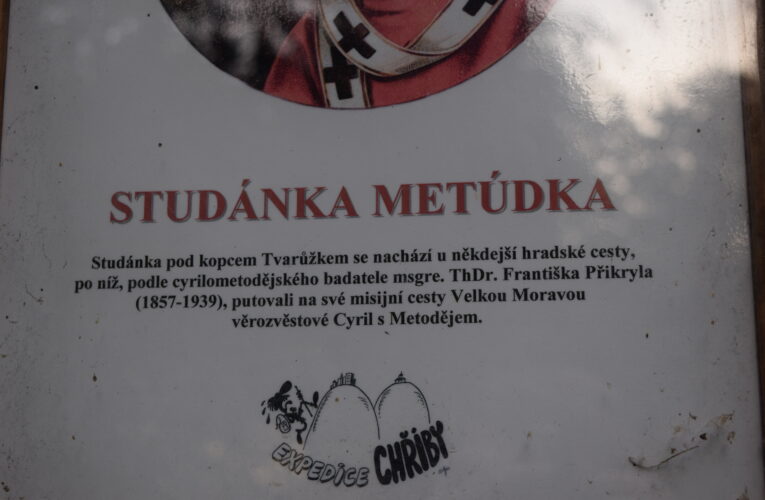 STUDÁNKA METÚDKA
Studánka pod kopcem Tvarůžkem se nachází u někdejší hradské cesty,
po níž, podle cyrilometodějského badatele msgre. ThDr. Františka Přikryla
(1857-1939), putovali na své misijní cesty Velkou Moravou
věrozvěstové Cyril s Metodějem.
EXPEDICE CHŘIBY